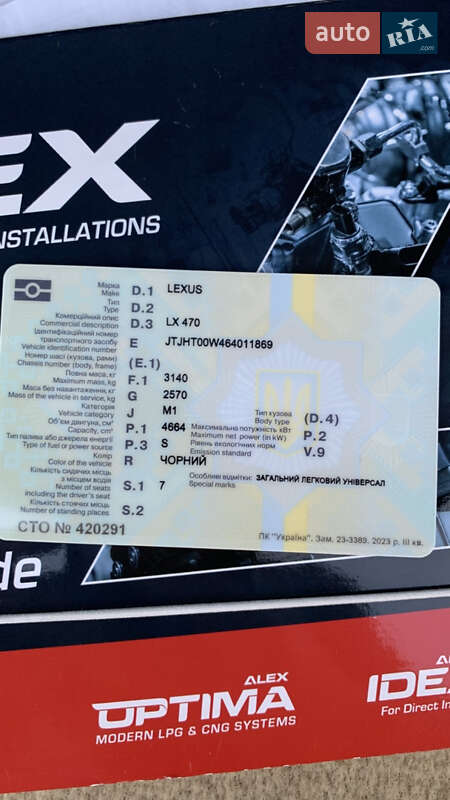 auto RIA.com
EX
INSTALLATIONS
Марка
Make D.1 LEXUS
Тип
Type D.2
Комерційний опис
Commercial description D.3 LX 470
Ідентифікаційний номер
транспортного засобу
Vehicle identification number E JTJHT00W464011869
Номер шасі (кузова, рами)
Chassis number (body, frame) (E.1)
Повна маса, кг
Maximum mass, kg F.1 3140
Маса без навантаження, кг
Mass of the vehicle in service, kg G 2570
Категорія
Vehicle category J M1
Тип кузова
Body type (D.4)
Об'єм двигуна, см³
Capacity, cm³ P.1 4664
Максимальна потужність кВт
Maximum net power (in kW) P.2
Тип палива або джерела енергії
Type of fuel or power source P.3 S
Рівень екологічних норм
Emission standard V.9
Колір
Color of the vehicle R ЧОРНИЙ
Кількість сидячих місць
з місцем водія
Number of seats
including the driver's seat S.1 7
Особливі відмітки: ЗАГАЛЬНИЙ ЛЕГКОВИЙ УНІВЕРСАЛ
Special marks
Кількість стоячих місць
Number of standing places S.2
СТО № 420291
ПК "Україна". Зам. 23-3389. 2023 р. III кв.
de
ALEX
OPTIMA
MODERN LPG & CNG SYSTEMS
IDE
For Direct In